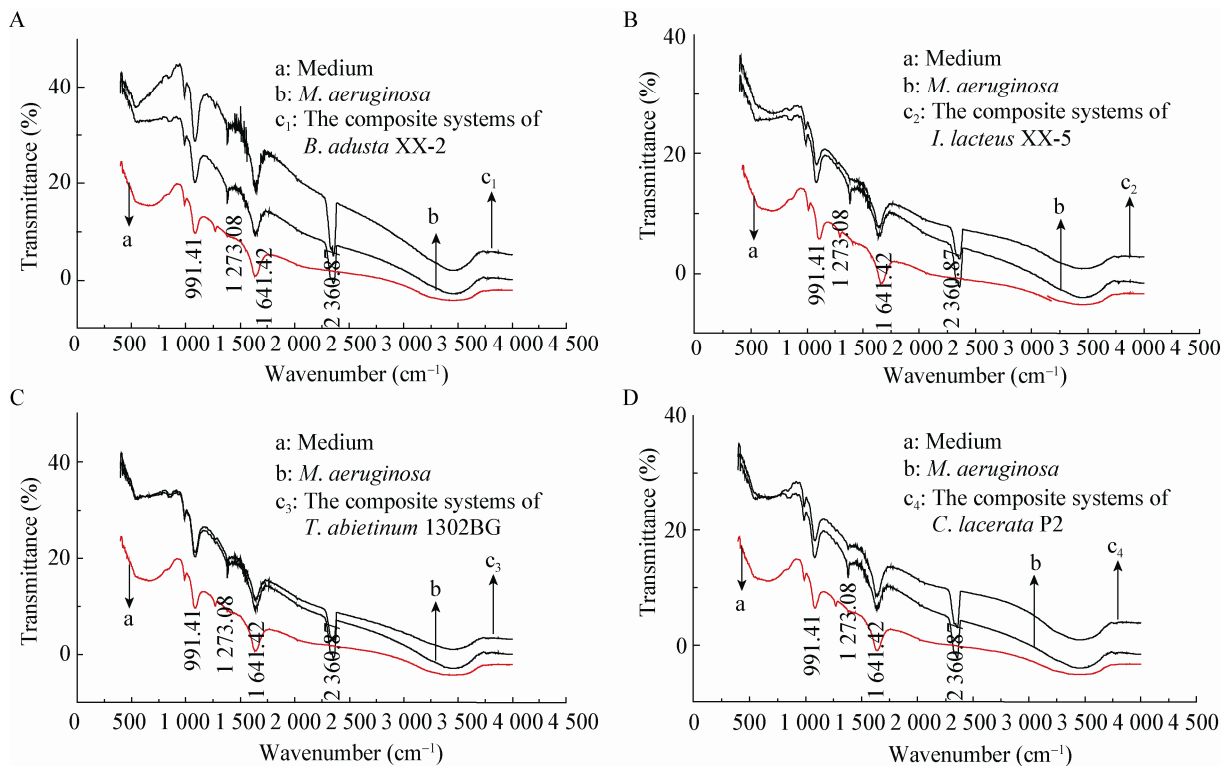 A
Transmittance (%)
40
20
0
a: Medium
b: M. aeruginosa
c₁: The composite systems of
B. adusta XX-2
a
b
c₁
991.41
1 273.08
1 641.42
2 360.87
0 500 1 000 1 500 2 000 2 500 3 000 3 500 4 000 4 500
Wavenumber (cm⁻¹)
B
Transmittance (%)
40
20
0
a: Medium
b: M. aeruginosa
c₂: The composite systems of
I. lacteus XX-5
a
b
c₂
991.41
1 273.08
1 641.42
2 360.87
0 500 1 000 1 500 2 000 2 500 3 000 3 500 4 000 4 500
Wavenumber (cm⁻¹)
C
Transmittance (%)
40
20
0
a: Medium
b: M. aeruginosa
c₃: The composite systems of
T. abietinum 1302BG
a
b
c₃
991.41
1 273.08
1 641.42
2 360.87
0 500 1 000 1 500 2 000 2 500 3 000 3 500 4 000 4 500
Wavenumber (cm⁻¹)
D
Transmittance (%)
40
20
0
a: Medium
b: M. aeruginosa
c₄: The composite systems of
C. lacerata P2
a
b
c₄
991.41
1 273.08
1 641.42
2 360.87
0 500 1 000 1 500 2 000 2 500 3 000 3 500 4 000 4 500
Wavenumber (cm⁻¹)